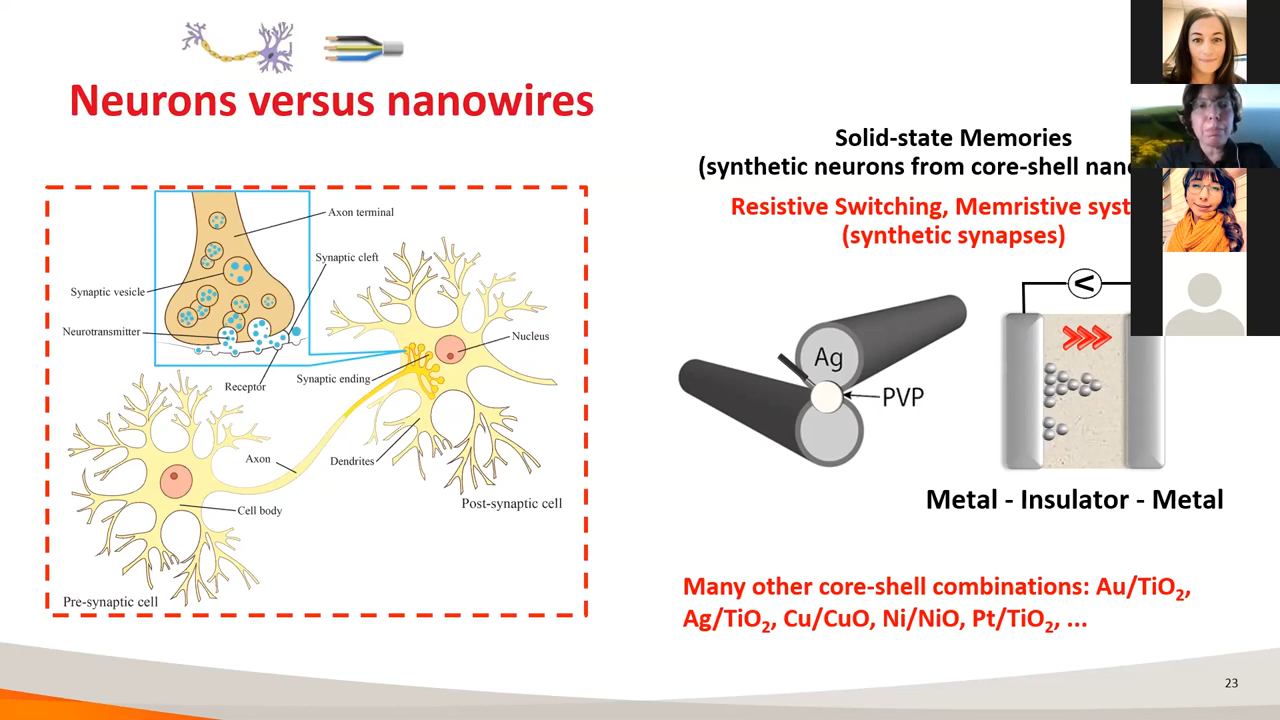 Neurons versus nanowires
Axon terminal
Synaptic cleft
Synaptic vesicle
Neurotransmitter
Receptor
Synaptic ending
Nucleus
Axon
Dendrites
Cell body
Post-synaptic cell
Pre-synaptic cell
Solid-state Memories
(synthetic neurons from core-shell
Resistive Switching, Memristive
(synthetic synapses)
Ag
PVP
<
Metal - Insulator - Metal
Many other core-shell combinations: Au/TiO₂,
Ag/TiO₂, Cu/CuO, Ni/NiO, Pt/TiO₂, ...
23